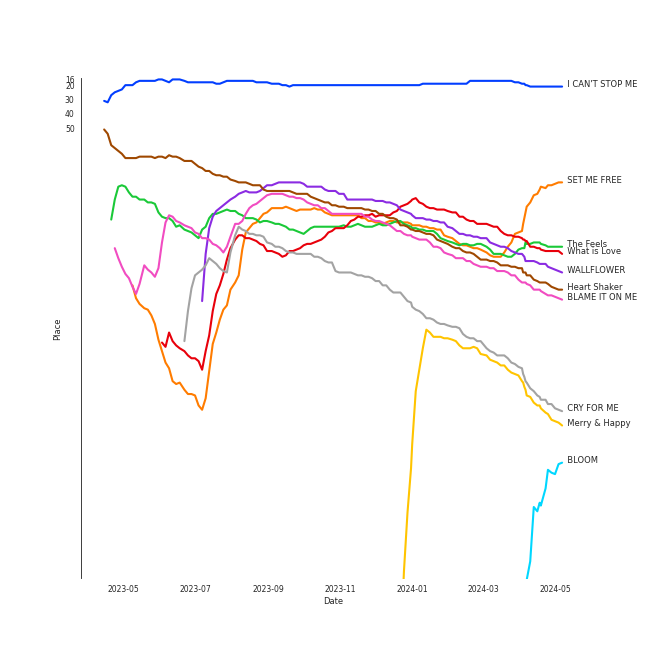 16
20
30
40
50
Place
I CAN'T STOP ME
SET ME FREE
The Feels
What is Love
WALLFLOWER
Heart Shaker
BLAME IT ON ME
CRY FOR ME
Merry & Happy
BLOOM
2023-05
2023-07
2023-09
2023-11
2024-01
2024-03
2024-05
Date